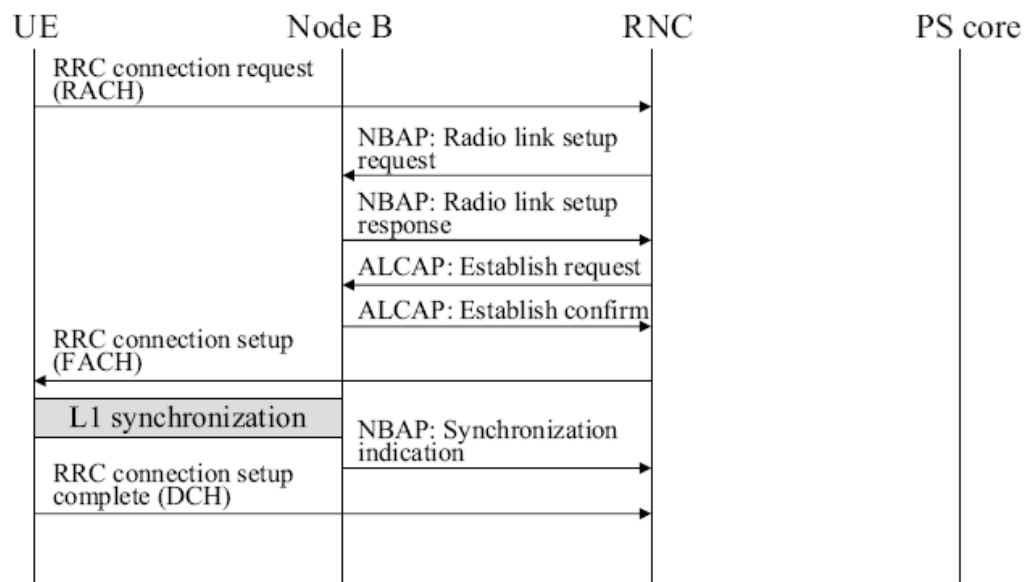 UE
Node B
RNC
PS core
RRC connection request
(RACH)
NBAP: Radio link setup
request
NBAP: Radio link setup
response
ALCAP: Establish request
ALCAP: Establish confirm
RRC connection setup
(FACH)
L1 synchronization
NBAP: Synchronization
indication
RRC connection setup
complete (DCH)